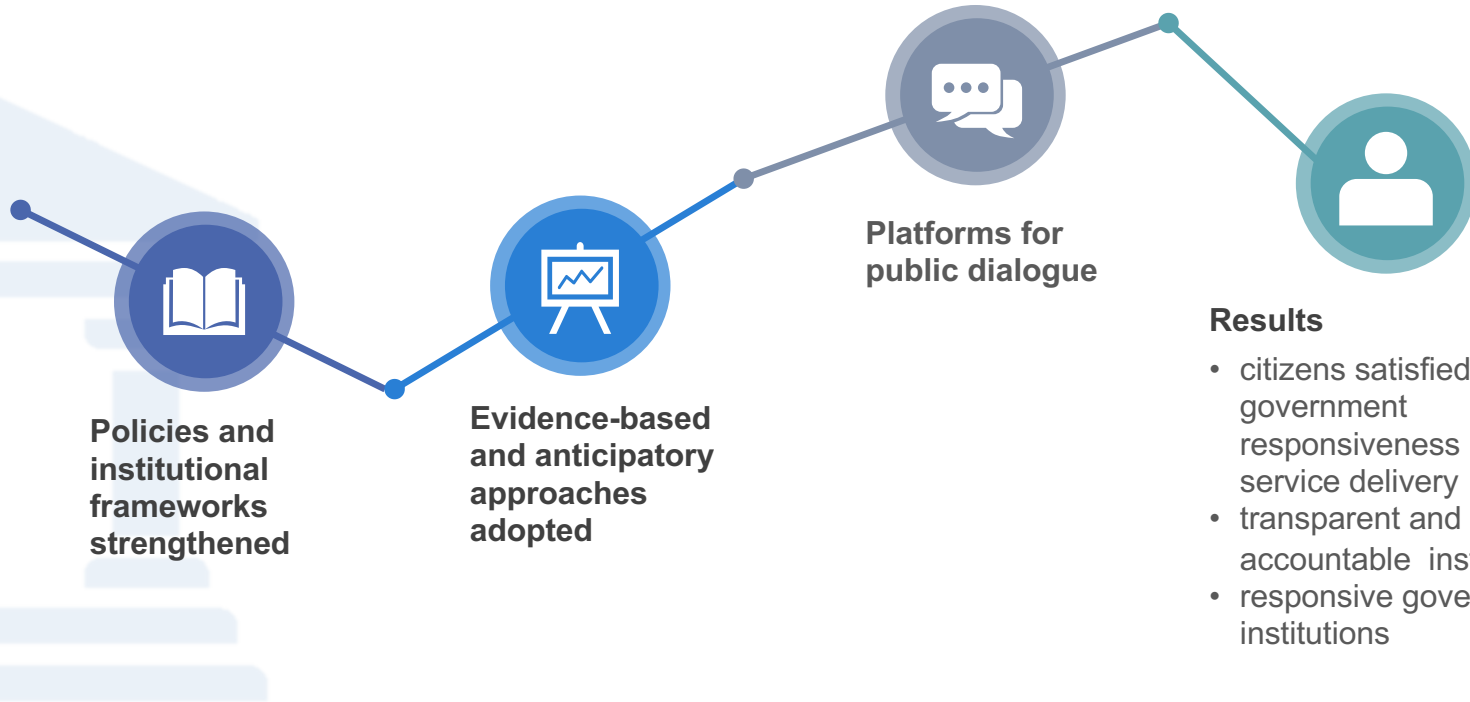 Policies and
institutional
frameworks
strengthened
Evidence-based
and anticipatory
approaches
adopted
Platforms for
public dialogue
Results
• citizens satisfied
government
responsiveness
service delivery
• transparent and
accountable
• responsive
institutions